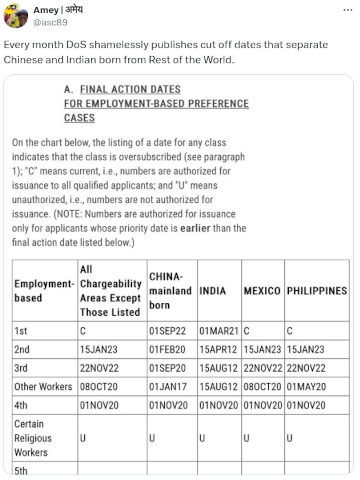 Amey | अमेय
@asc89
Every month DoS shamelessly publishes cut off dates that separate
Chinese and Indian born from Rest of the World.
A. FINAL ACTION DATES
FOR EMPLOYMENT-BASED PREFERENCE
CASES
On the chart below, the listing of a date for any class
indicates that the class is oversubscribed (see paragraph
1); "C" means current, i.e., numbers are authorized for
issuance to all qualified applicants; and "U" means
unauthorized, i.e., numbers are not authorized for
issuance. (NOTE: Numbers are authorized for issuance
only for applicants whose priority date is earlier than the
final action date listed below.)
Employment-based All Chargeability Areas Except Those Listed CHINA-mainland born INDIA MEXICO PHILIPPINES
1st C 01SEP22 01MAR21 C C
2nd 15JAN23 01FEB20 15APR12 15JAN23 15JAN23
3rd 22NOV22 01SEP20 15AUG12 22NOV22 22NOV22
Other Workers 08OCT20 01JAN17 15AUG12 08OCT20 01MAY20
4th 01NOV20 01NOV20 01NOV20 01NOV20 01NOV20
Certain Religious Workers U U U U U
5th